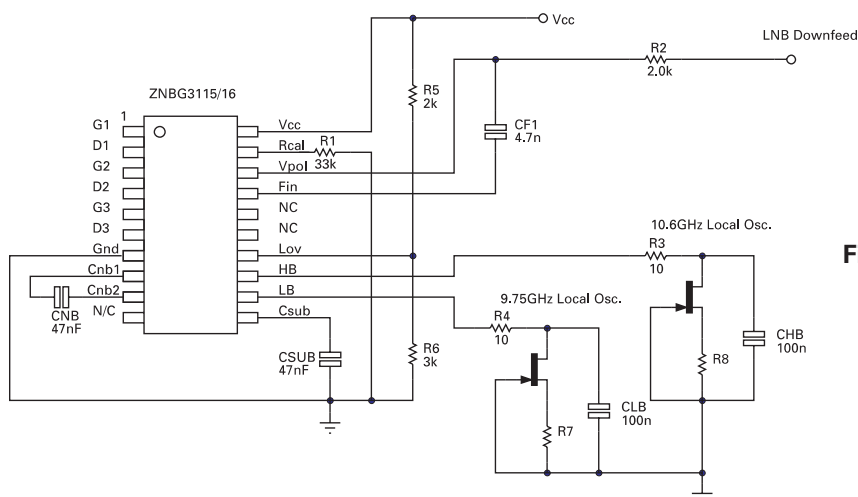 Vcc
LNB Downfeed
R2
2.0k
ZNBG3115/16
R5
2k
CF1
4.7n
1
G1
D1
G2
D2
G3
D3
Gnd
Cnb1
Cnb2
N/C
Vcc
Rcal
Vpol
Fin
NC
NC
Lov
HB
LB
Csub
R1
33k
CNB
47nF
CSUB
47nF
R6
3k
10.6GHz Local Osc.
R3
10
F
9.75GHz Local Osc.
R4
10
R8
CHB
100n
R7
CLB
100n